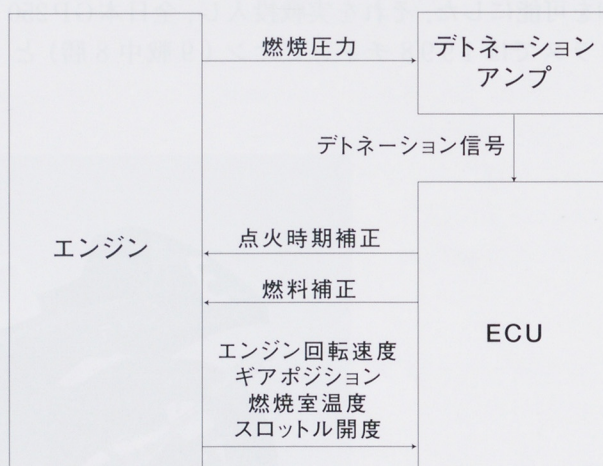 燃焼圧力
デトネーション
アンプ
デトネーション信号
エンジン
点火時期補正
燃料補正
ECU
エンジン回転速度
ギアポジション
燃焼室温度
スロットル開度